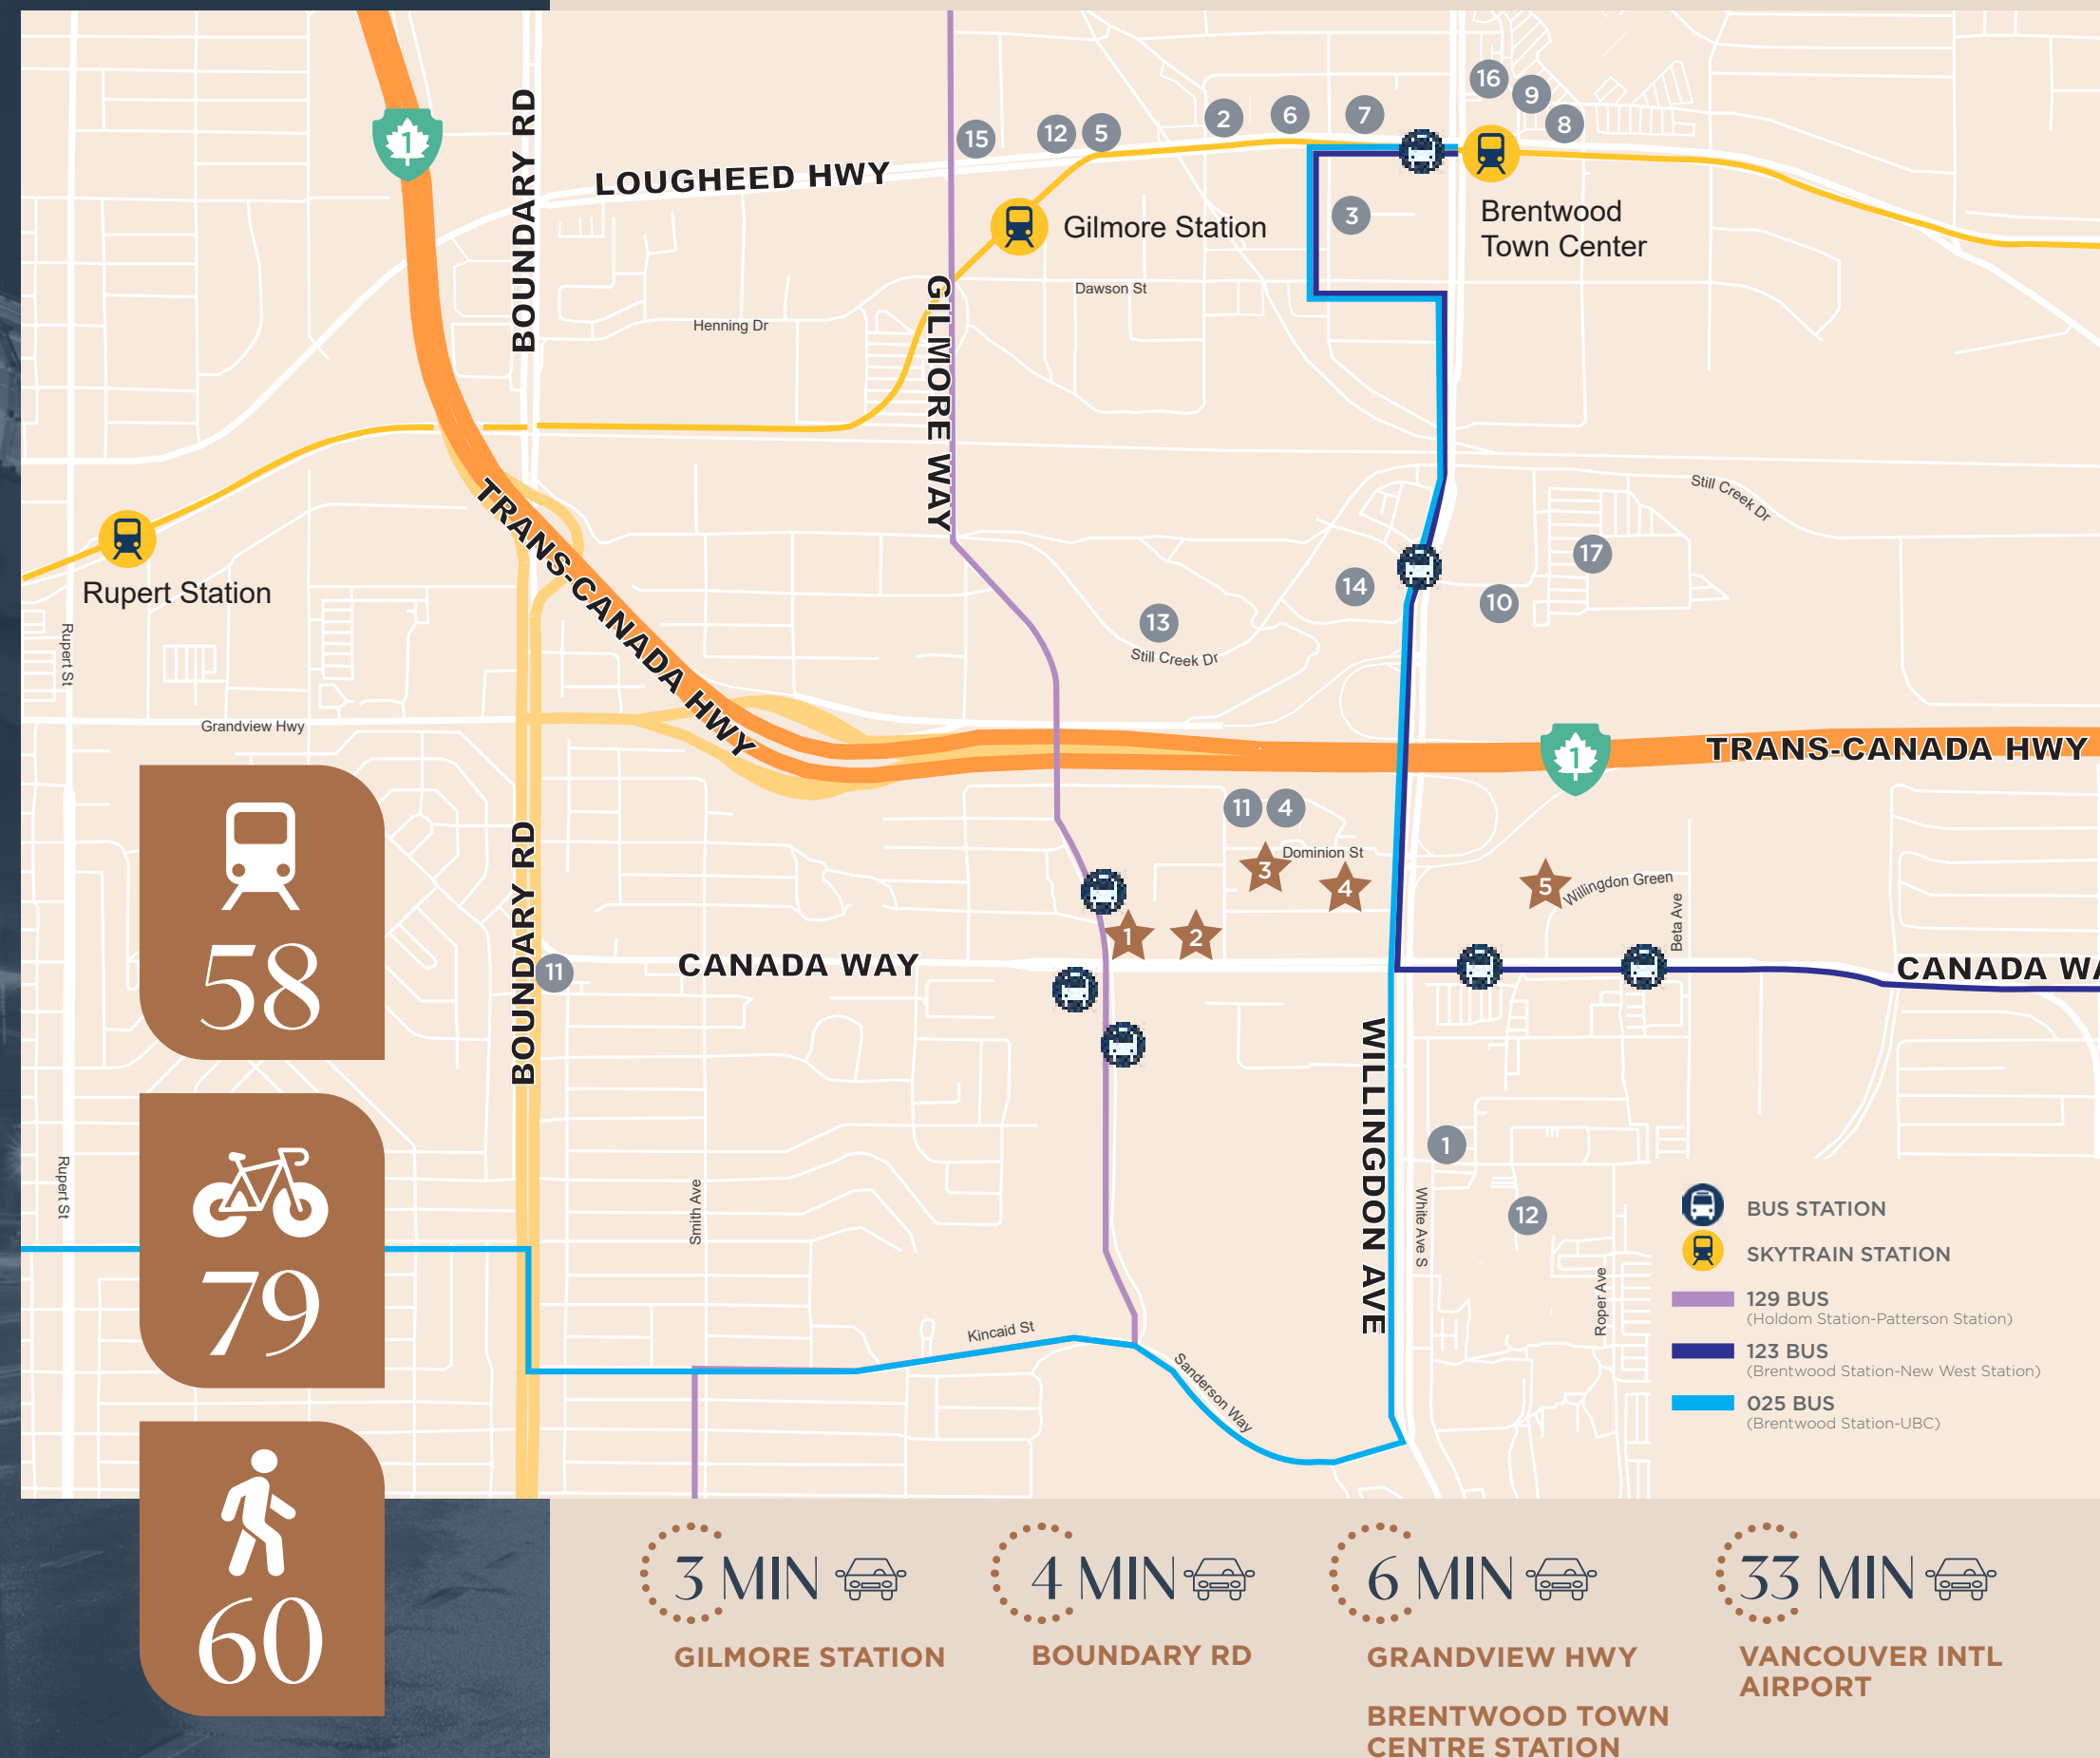 1
BOUNDARY RD
LOUGHEED HWY
15
12
5
2
6
7
16
9
8
3
Gilmore Station
Brentwood
Town Center
Dawson St
Henning Dr
GILMORE WAY
TRANS-CANADA HWY
Rupert Station
Rupert St
Grandview Hwy
Still Creek Dr
17
14
10
13
Still Creek Dr
1
TRANS-CANADA HWY
11
4
Dominion St
3
4
5
Willingdon Green
Beta Ave
1
2
BOUNDARY RD
11
CANADA WAY
CANADA WA
WILLINGDON AVE
1
12
White Ave S
Roper Ave
Smith Ave
Rupert St
Kincaid St
Sanderson Way
58
79
60
BUS STATION
SKYTRAIN STATION
129 BUS
(Holdom Station-Patterson Station)
123 BUS
(Brentwood Station-New West Station)
025 BUS
(Brentwood Station-UBC)
3 MIN
GILMORE STATION
4 MIN
BOUNDARY RD
6 MIN
GRANDVIEW HWY
BRENTWOOD TOWN
CENTRE STATION
33 MIN
VANCOUVER INTL
AIRPORT